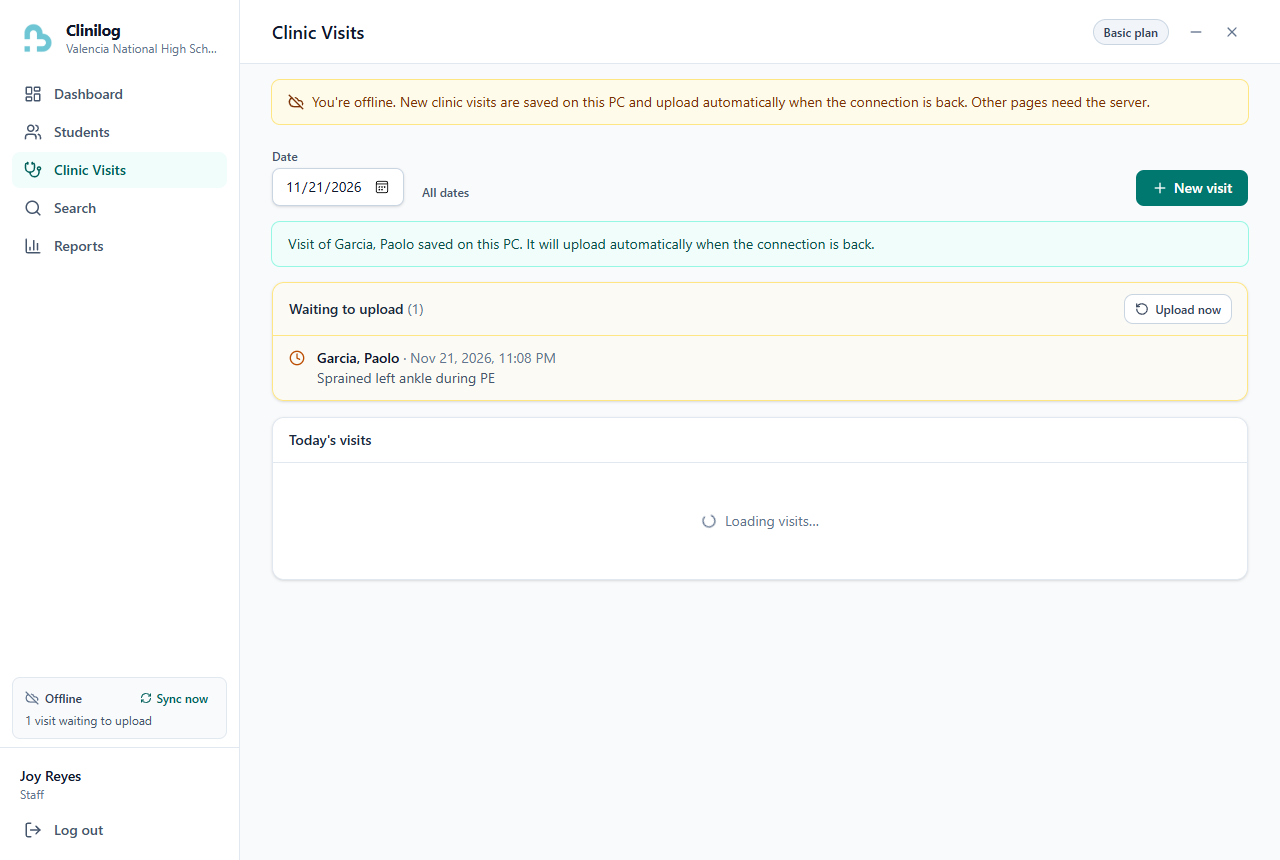 Clinilog
Valencia National High Sch...
Dashboard
Students
Clinic Visits
Search
Reports
Offline
Sync now
1 visit waiting to upload
Joy Reyes
Staff
Log out
Clinic Visits
Basic plan
You're offline. New clinic visits are saved on this PC and upload automatically when the connection is back. Other pages need the server.
Date
11/21/2026
All dates
New visit
Visit of Garcia, Paolo saved on this PC. It will upload automatically when the connection is back.
Waiting to upload (1)
Upload now
Garcia, Paolo · Nov 21, 2026, 11:08 PM
Sprained left ankle during PE
Today's visits
Loading visits...